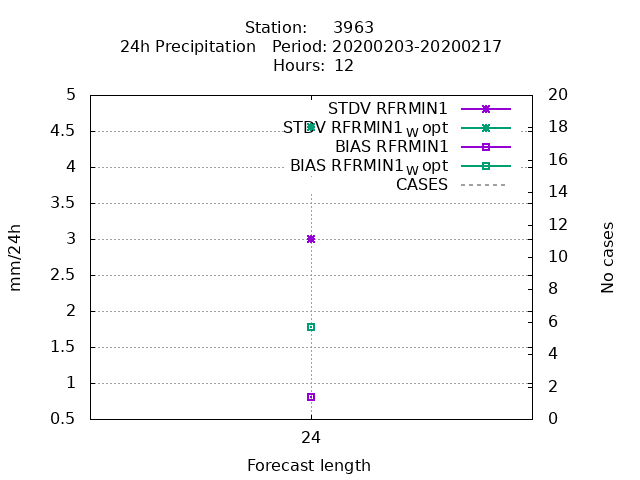 Station: 3963
24h Precipitation Period: 20200203-20200217
Hours: 12
5
4.5
4
3.5
3
2.5
2
1.5
1
0.5
mm/24h
STDV RFRMIN1
STDV RFRMIN1_W opt
BIAS RFRMIN1
BIAS RFRMIN1_W opt
CASES
20
18
16
14
12
10
8
6
4
2
0
No cases
24
Forecast length